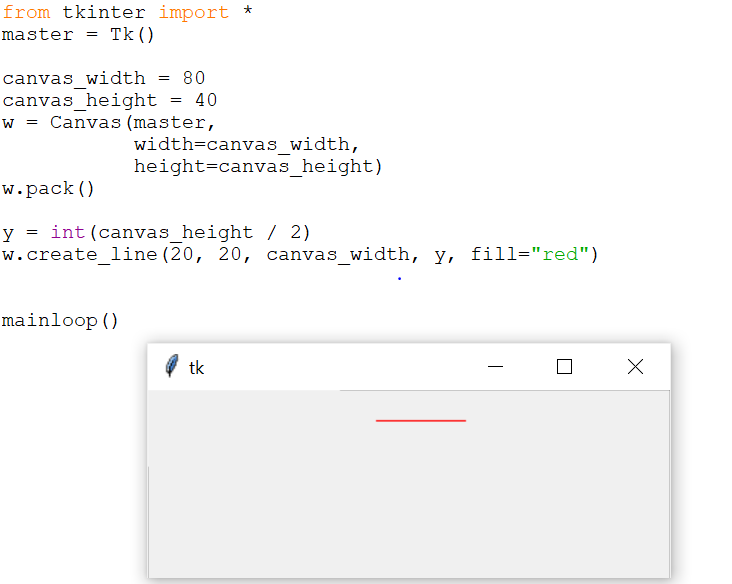 from tkinter import *
master = Tk()
canvas_width = 80
canvas_height = 40
w = Canvas(master,
width=canvas_width,
height=canvas_height)
w.pack()
y = int(canvas_height / 2)
w.create_line(20, 20, canvas_width, y, fill="red")
mainloop()
tk